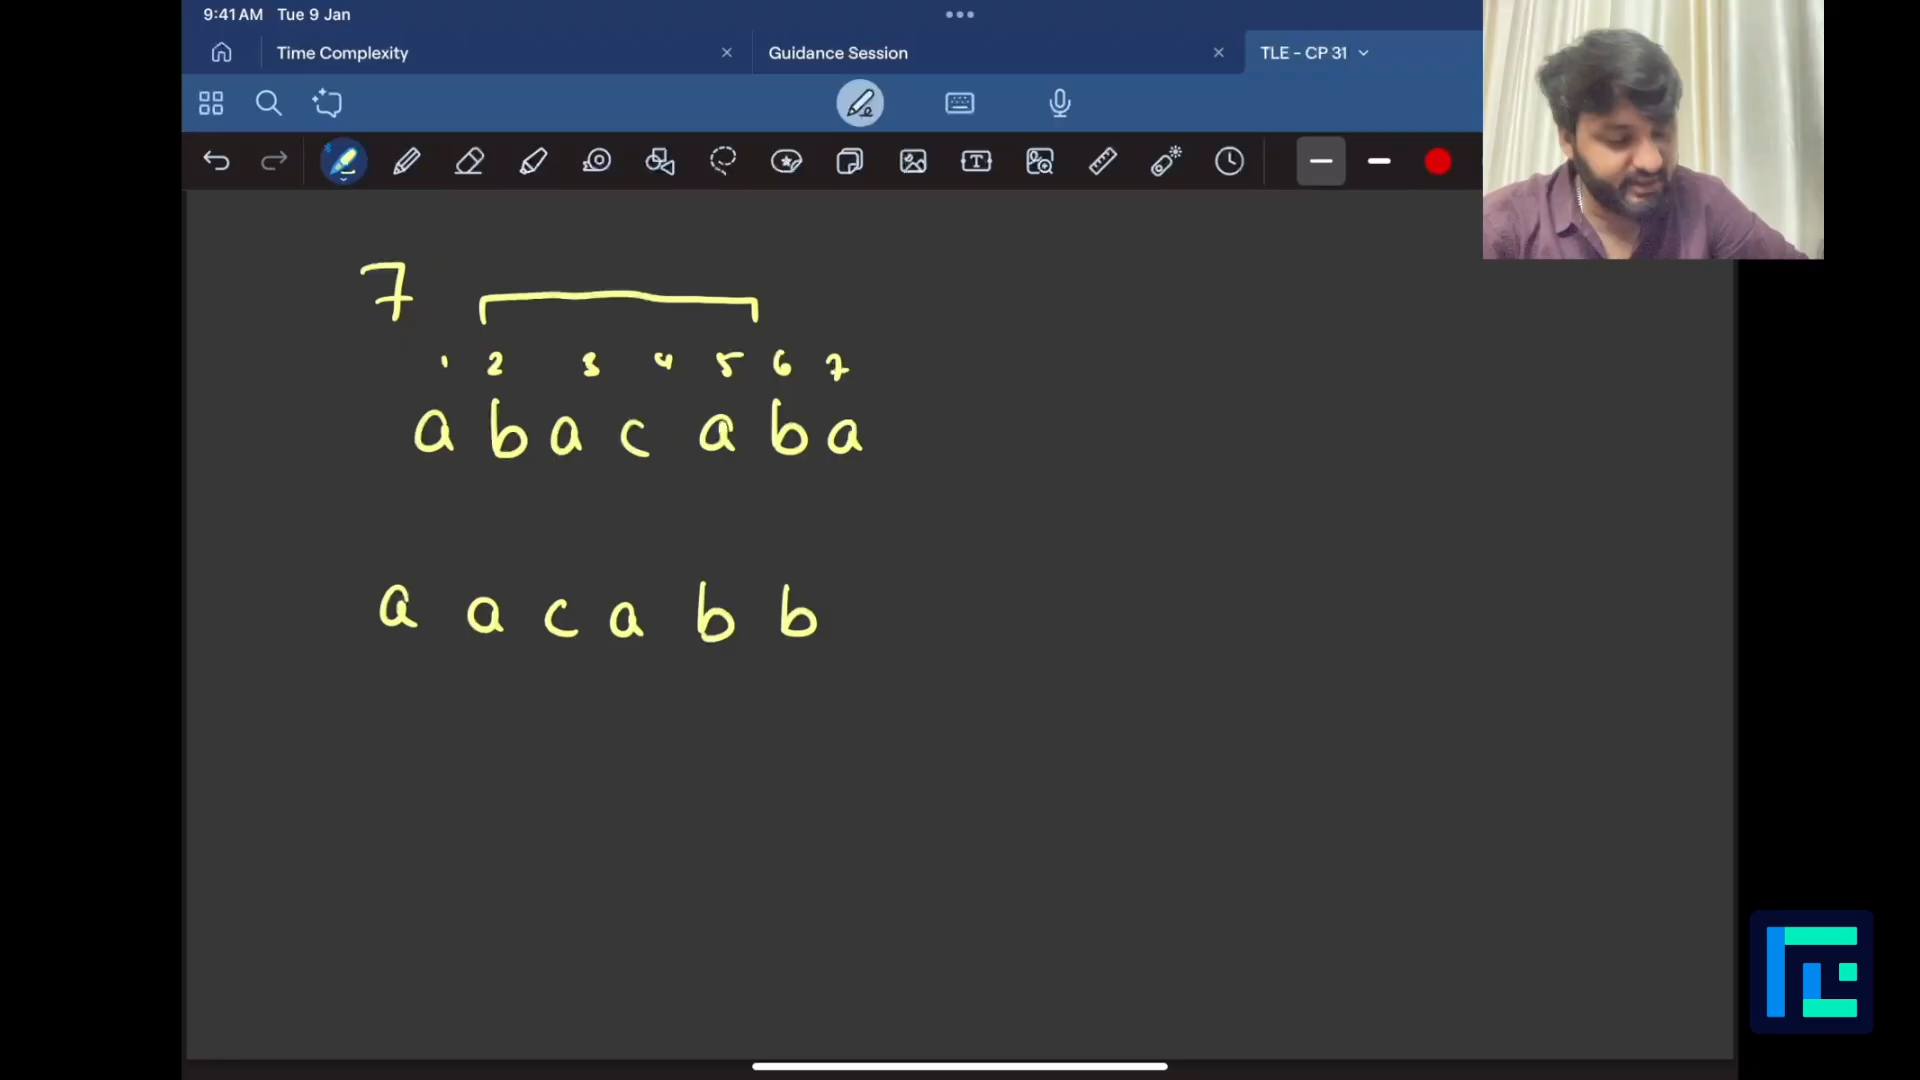 9:41 AM Tue 9 Jan
Time Complexity
Guidance Session
TLE - CP 31
7
1 2 3 4 5 6 7
a b a c a b a
a a c a b b